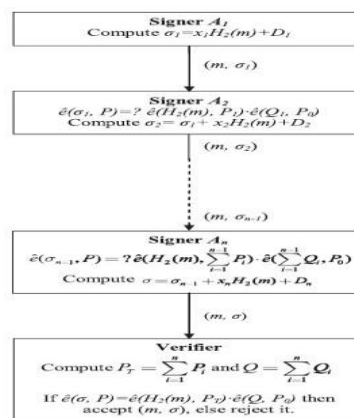 Signer A₁
Compute σ₁=x₁H₂(m)+D₁
(m, σ₁)
Signer A₂
ê(σ₁, P)=? ê(H₂(m), P₁)·ê(Q₁, P₀)
Compute σ₂= σ₁+ x₂H₂(m)+D₂
(m, σ₂)
(m, σₙ₋₁)
Signer Aₙ
ê(σₙ₋₁, P) = ? ê(H₂(m), ∑ᵢ₌₁ⁿ⁻¹ Pᵢ) · ê(∑ᵢ₌₁ⁿ⁻¹ Qᵢ, P₀)
Compute σ=σₙ₋₁+xₙH₂(m)+Dₙ
(m, σ)
Verifier
Compute P_T = ∑ᵢ₌₁ⁿ Pᵢ and Q = ∑ᵢ₌₁ⁿ Qᵢ
If ê(σ, P)=ê(H₂(m), P_T)·ê(Q, P₀) then
accept (m, σ), else reject it.